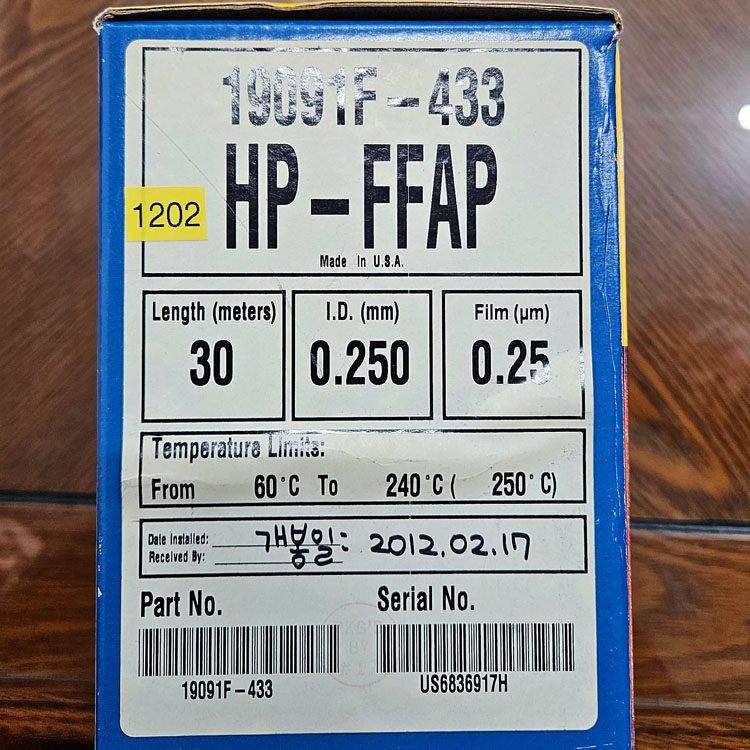 19091F-433
HP-FFAP
1202
Made In U.S.A.
Length (meters) I.D. (mm) Film (µm)
30 0.250 0.25
Temperature Limits:
From 60°C To 240°C ( 250°C)
Date Installed:
Received By:
개봉일: 2012.02.17
Part No. Serial No.
19091F-433 US6836917H